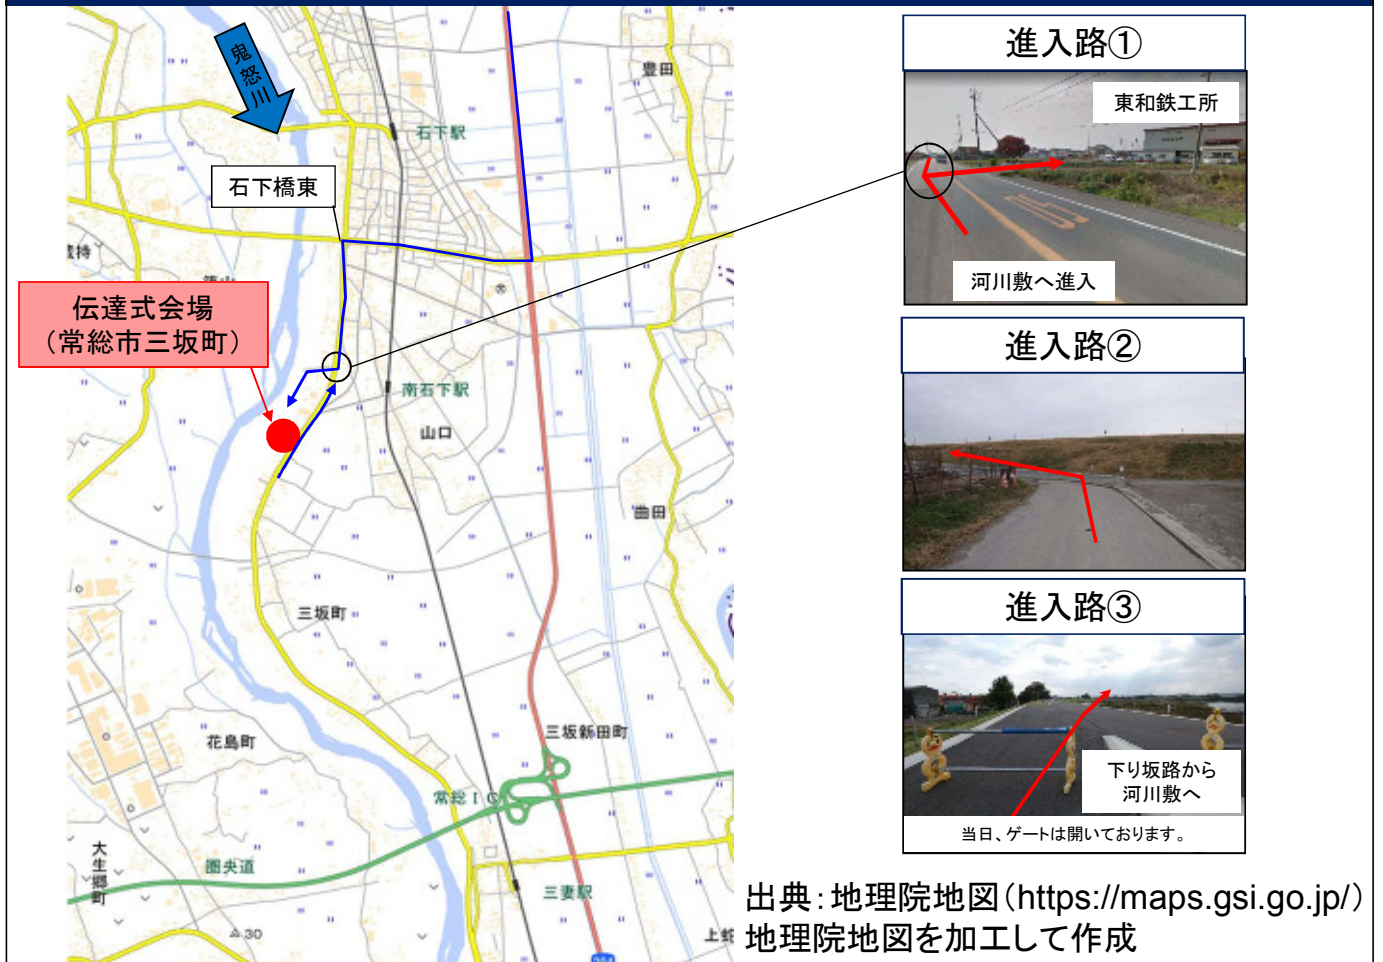 鬼怒川
豊田
石下駅
石下橋東
伝達式会場
（常総市三坂町）
南石下駅
山口
曲田
三坂町
三坂新田町
花島町
常総ＩＣ
大生郷町
圏央道
三妻駅
30
進入路①
東和鉄工所
河川敷へ進入
進入路②
進入路③
下り坂路から
河川敷へ
当日、ゲートは開いております。
出典：地理院地図（https://maps.gsi.go.jp/）
地理院地図を加工して作成